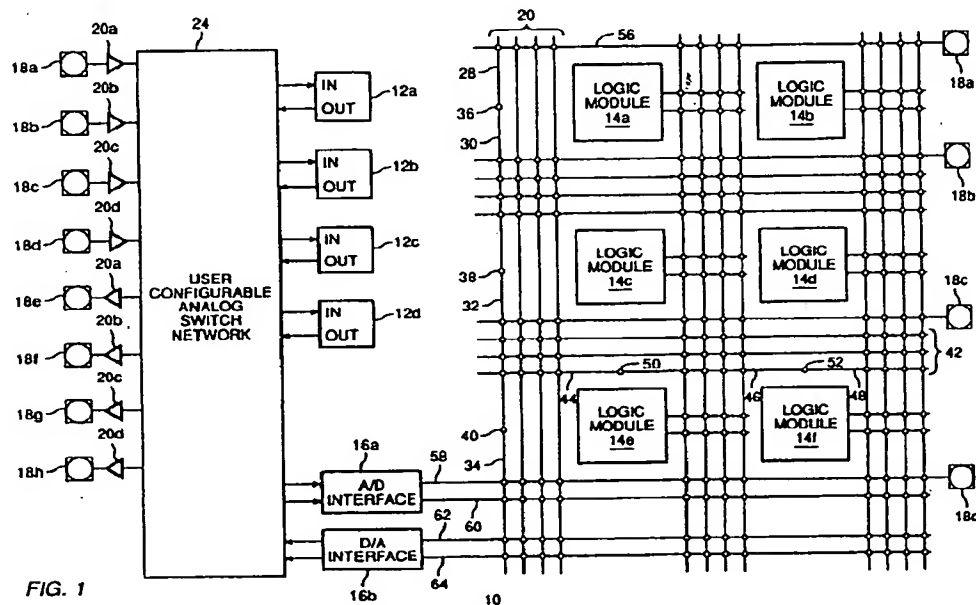 20
24
56
20a
18a
28
18a
IN
OUT
12a
LOGIC
MODULE
14a
LOGIC
MODULE
14b
20b
18b
36
20c
18c
30
IN
OUT
12b
18b
20d
18d
20a
18e
USER
CONFIGURABLE
ANALOG
SWITCH
NETWORK
IN
OUT
12c
38
32
LOGIC
MODULE
14c
LOGIC
MODULE
14d
18c
20b
18f
IN
OUT
12d
42
50
52
44
46
48
20c
18g
20d
18h
40
34
LOGIC
MODULE
14e
LOGIC
MODULE
14f
16a
A/D
INTERFACE
58
60
18d
D/A
INTERFACE
62
64
16b
FIG. 1
10